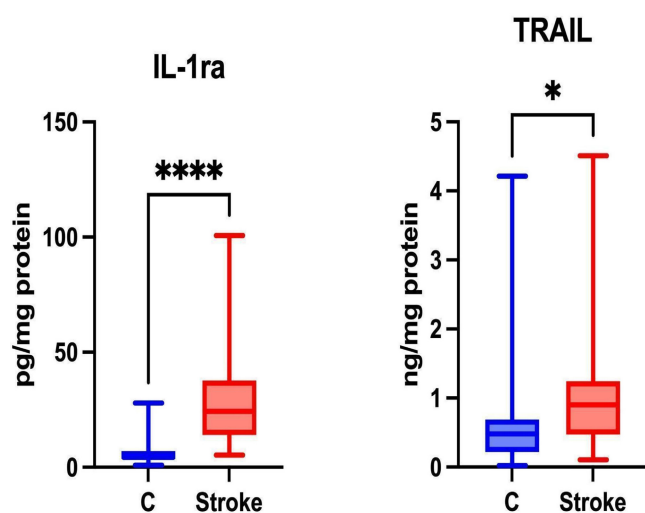 IL-1ra
pg/mg protein
150
100
50
0
****
C Stroke
TRAIL
ng/mg protein
5
4
3
2
1
0
*
C Stroke